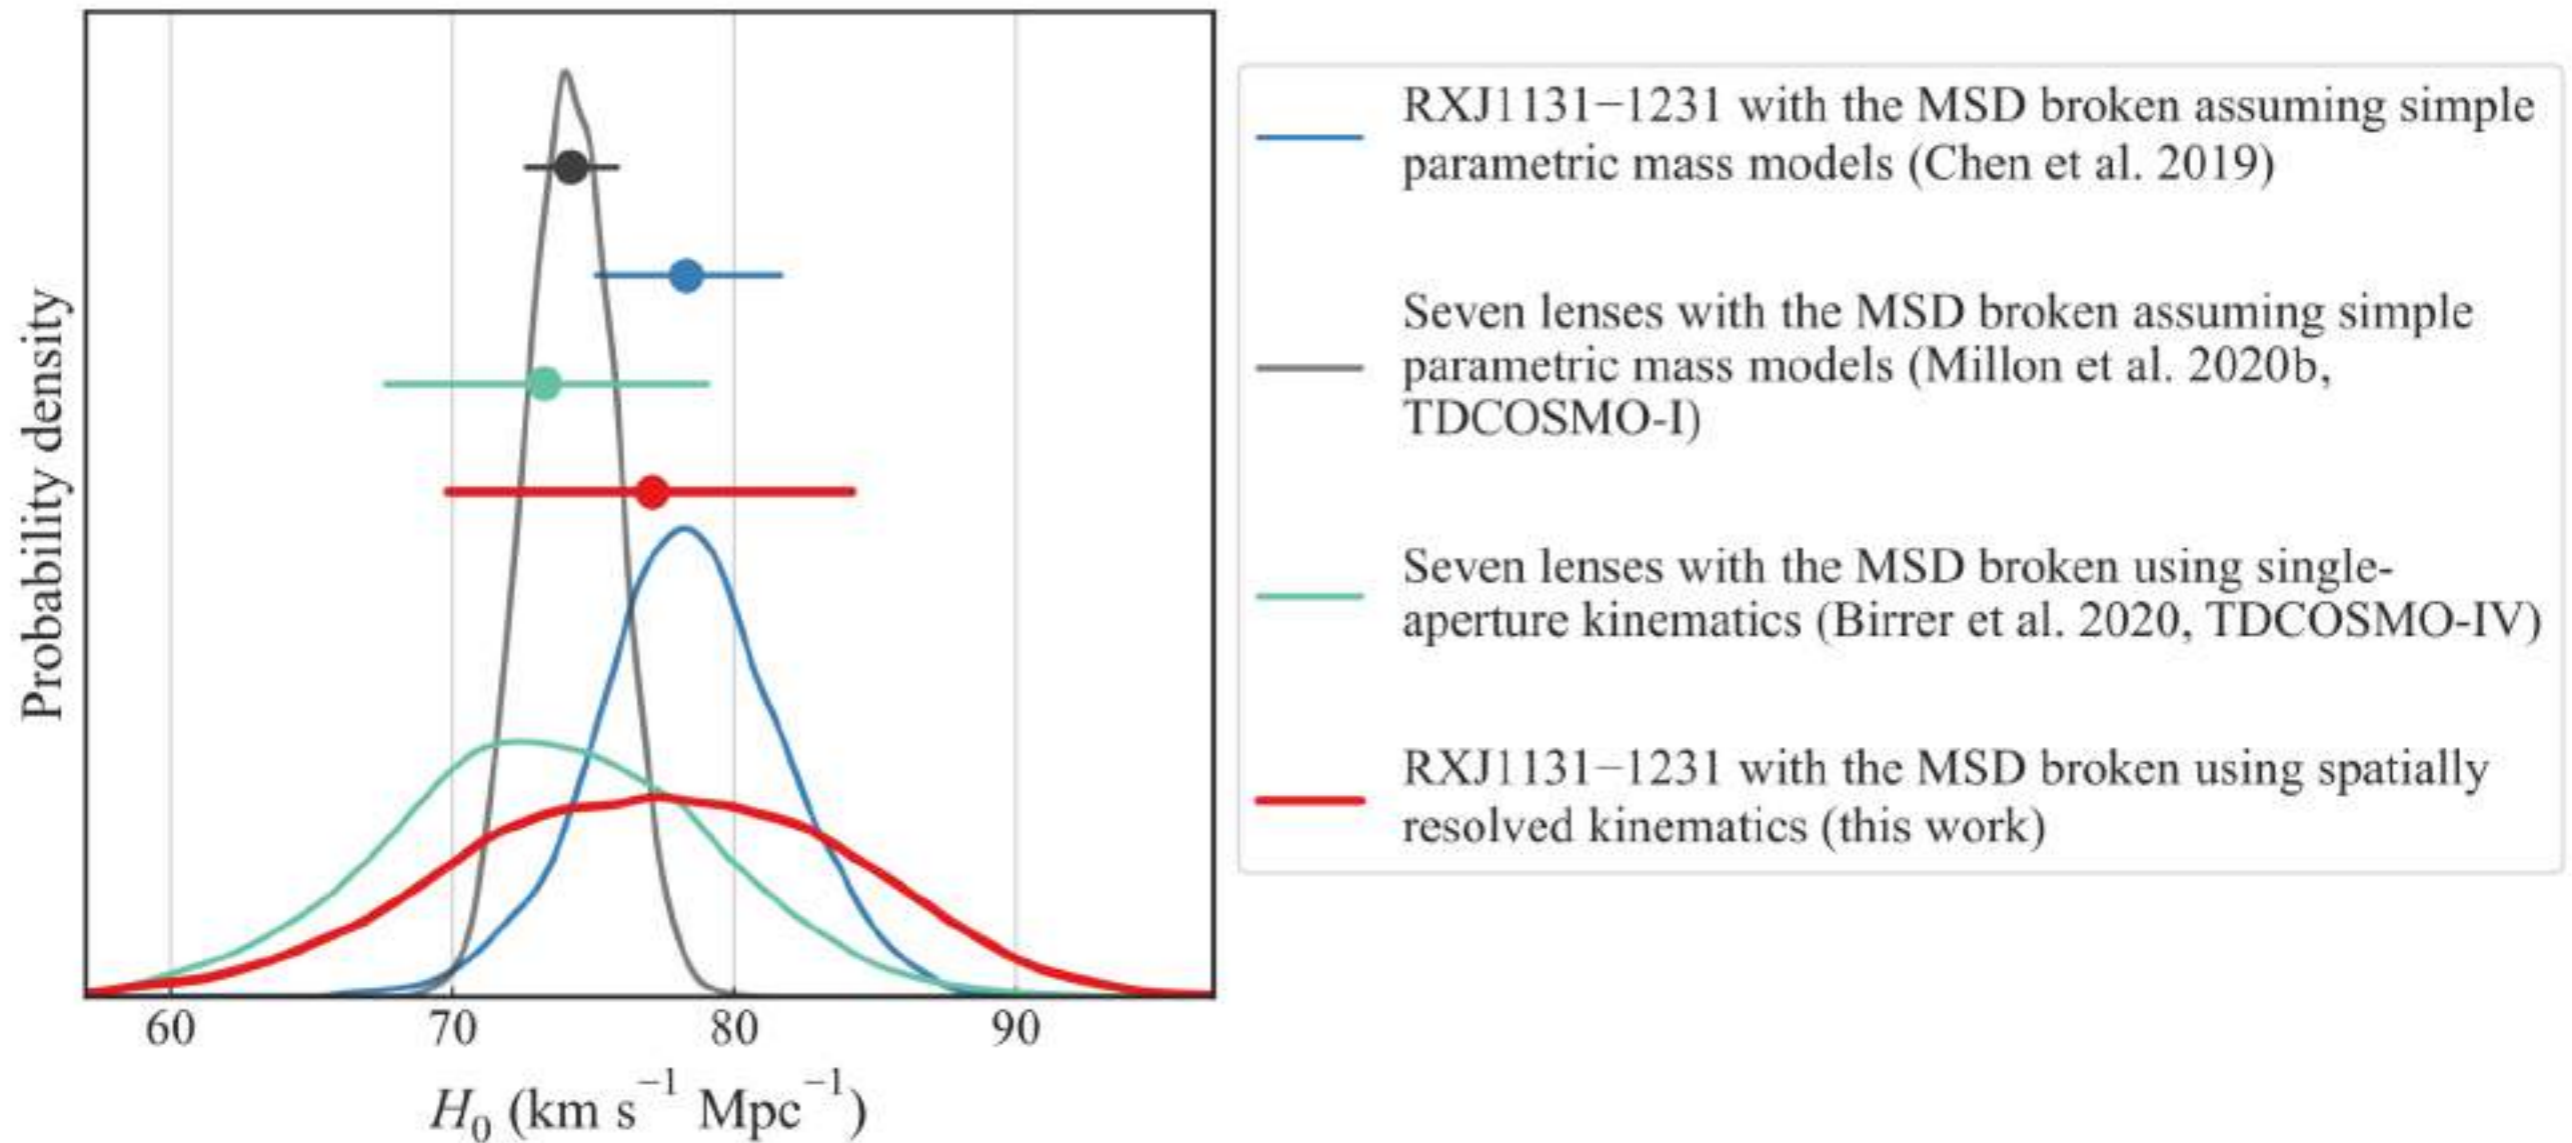 Probability density
60 70 80 90
H₀ (km s⁻¹ Mpc⁻¹)
RXJ1131−1231 with the MSD broken assuming simple
parametric mass models (Chen et al. 2019)
Seven lenses with the MSD broken assuming simple
parametric mass models (Millon et al. 2020b,
TDCOSMO-I)
Seven lenses with the MSD broken using single-
aperture kinematics (Birrer et al. 2020, TDCOSMO-IV)
RXJ1131−1231 with the MSD broken using spatially
resolved kinematics (this work)